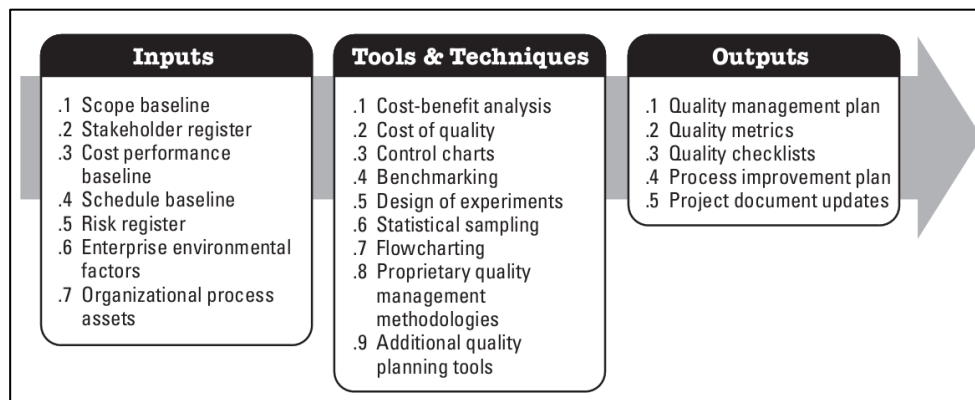 Inputs
.1 Scope baseline
.2 Stakeholder register
.3 Cost performance
baseline
.4 Schedule baseline
.5 Risk register
.6 Enterprise environmental
factors
.7 Organizational process
assets
Tools & Techniques
.1 Cost-benefit analysis
.2 Cost of quality
.3 Control charts
.4 Benchmarking
.5 Design of experiments
.6 Statistical sampling
.7 Flowcharting
.8 Proprietary quality
management
methodologies
.9 Additional quality
planning tools
Outputs
.1 Quality management plan
.2 Quality metrics
.3 Quality checklists
.4 Process improvement plan
.5 Project document updates